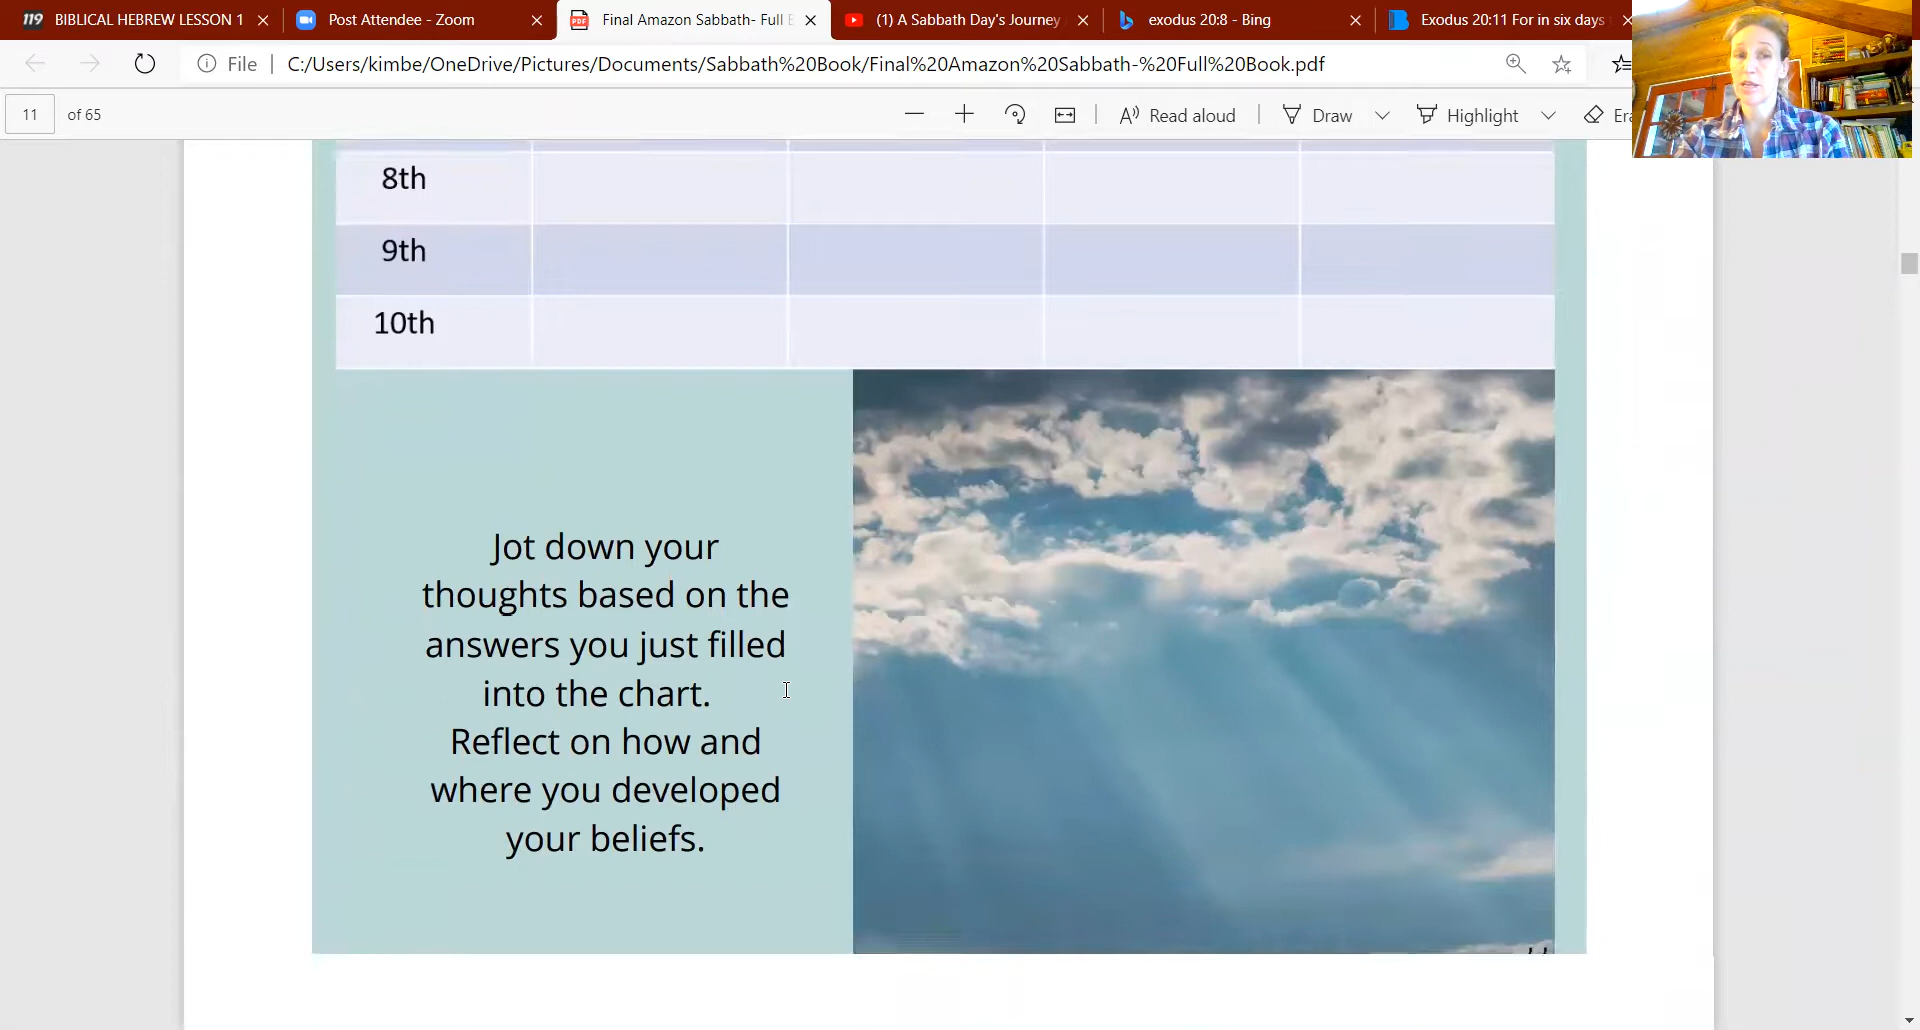 119 BIBLICAL HEBREW LESSON 1
Post Attendee - Zoom
PDF Final Amazon Sabbath- Full
(1) A Sabbath Day's Journey
exodus 20:8 - Bing
Exodus 20:11 For in six days
File C:/Users/kimbe/OneDrive/Pictures/Documents/Sabbath%20Book/Final%20Amazon%20Sabbath-%20Full%20Book.pdf
11 of 65
Read aloud
Draw
Highlight
8th
9th
10th
Jot down your
thoughts based on the
answers you just filled
into the chart.
Reflect on how and
where you developed
your beliefs.